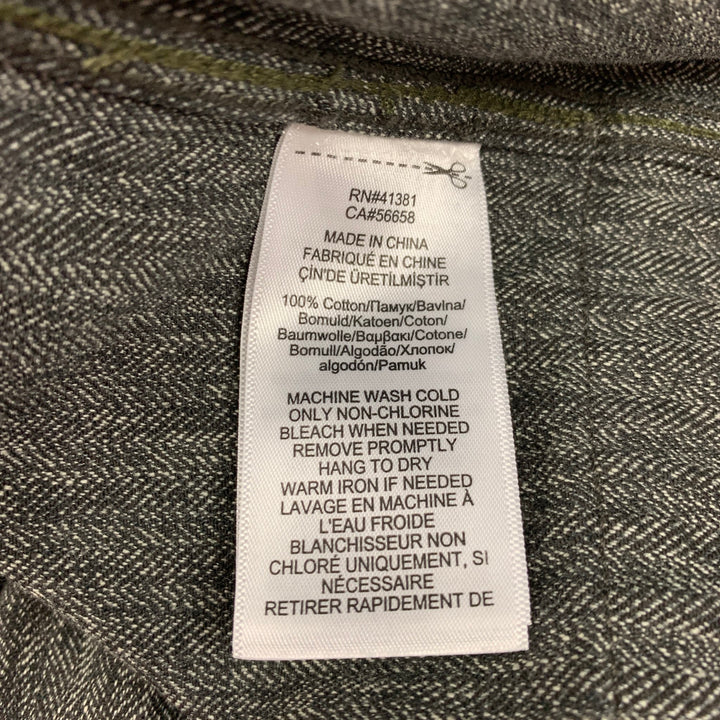 RN#41381
CA#56658
MADE IN CHINA
FABRIQUÉ EN CHINE
ÇİN'DE ÜRETİLMİŞTİR
100% Cotton/Памук/Bavlna/
Bomuld/Katoen/Coton/
Baumwolle/Βαμβακι/Cotone/
Bomull/Algodão/Хлопок/
algodón/Pamuk
MACHINE WASH COLD
ONLY NON-CHLORINE
BLEACH WHEN NEEDED
REMOVE PROMPTLY
HANG TO DRY
WARM IRON IF NEEDED
LAVAGE EN MACHINE À
L'EAU FROIDE
BLANCHISSEUR NON
CHLORÉ UNIQUEMENT, SI
NÉCESSAIRE
RETIRER RAPIDEMENT DE